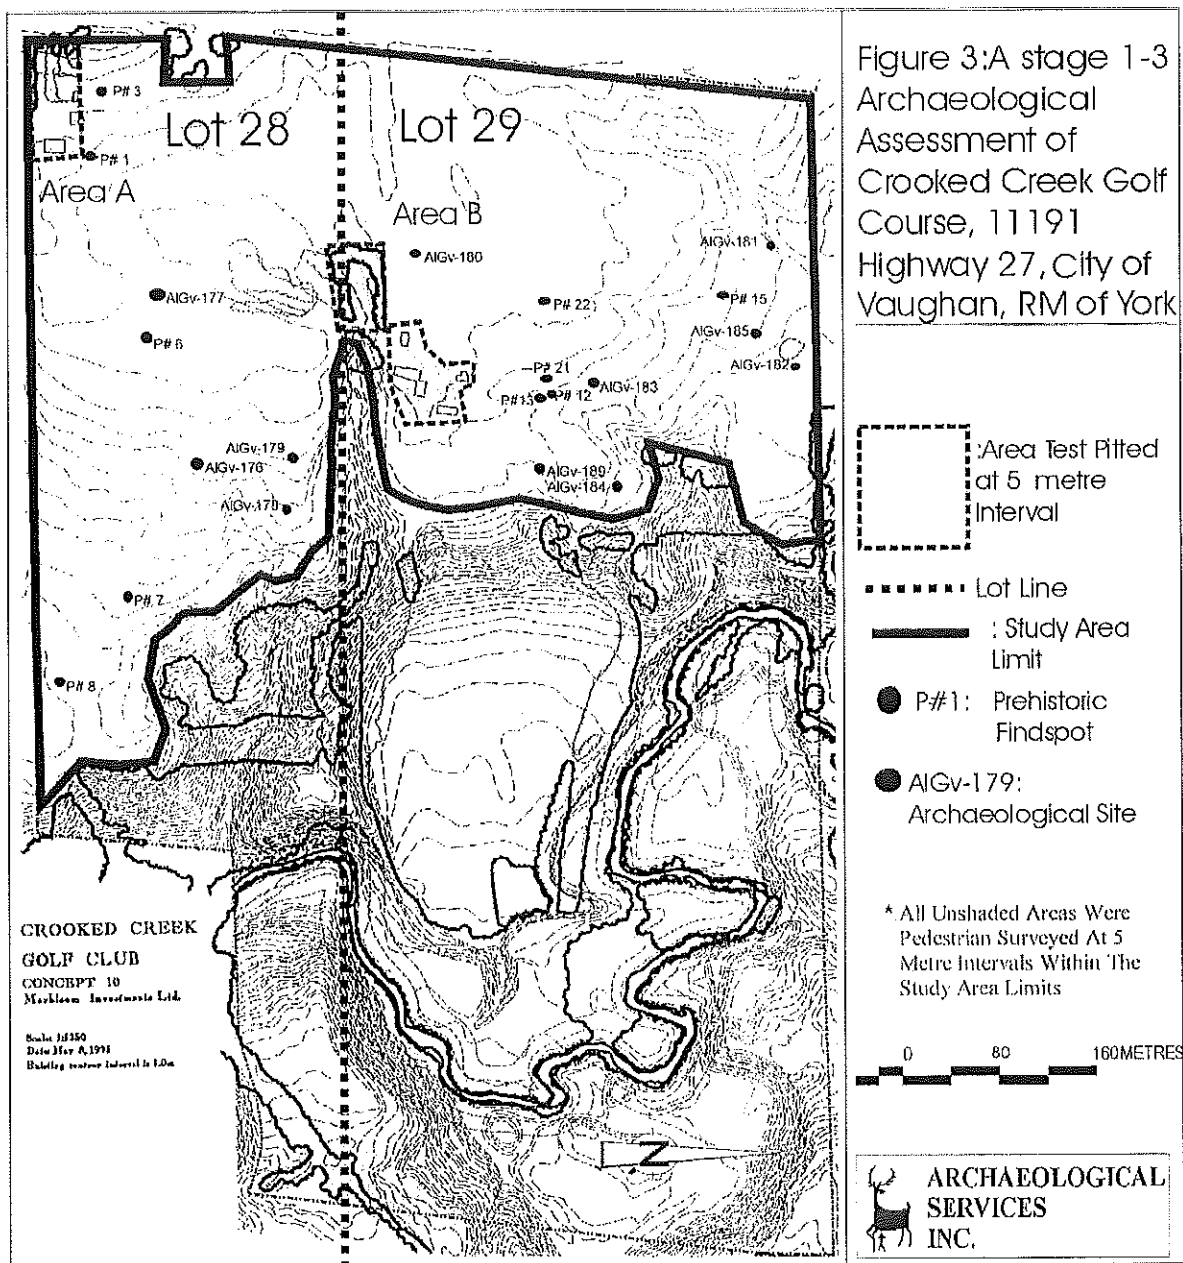 Figure 3:A stage 1-3
Archaeological
Assessment of
Crooked Creek Golf
Course, 11191
Highway 27, City of
Vaughan, RM of York
P# 3
Lot 28
Lot 29
P# 1
Area A
Area B
AlGv-181
AlGv-180
AlGv-177
P# 22
P# 15
P# 6
AlGv-185
AlGv-182
P# 21
AlGv-183
P# 12
P#13
AlGv-179
AlGv-176
AlGv-189
AlGv-184
P# 7
P# 8
:Area Test Pitted
at 5 metre
Interval
Lot Line
: Study Area
Limit
P#1: Prehistoric
Findspot
AlGv-179:
Archaeological Site
* All Unshaded Areas Were
Pedestrian Surveyed At 5
Metre Intervals Within The
Study Area Limits
0 80 160METRES
CROOKED CREEK
GOLF CLUB
CONCEPT 10
Investments Ltd.
N
ARCHAEOLOGICAL
SERVICES
INC.